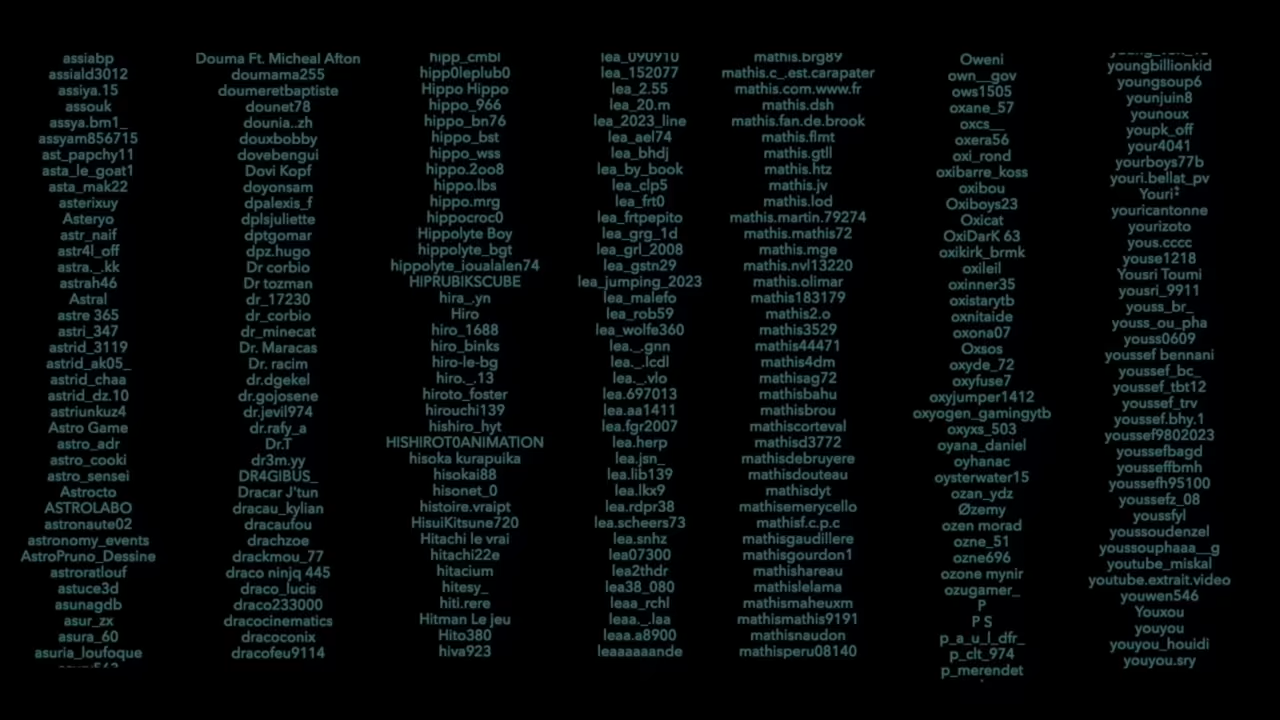 assiabp
assiald3012
assiya.15
assouk
assya.bm1_
assyam856715
ast_papchy11
asta_le_goat1
asta_mak22
asterixuy
Asteryo
astr_naif
astr4l_off
astra._.kk
astrah46
Astral
astre 365
astri_347
astrid_3119
astrid_ak05_
astrid_chaa
astrid_dz.10
astriunkuz4
Astro Game
astro_adr
astro_cooki
astro_sensei
Astrocto
ASTROLABO
astronaute02
astronomy_events
AstroPruno_Dessine
astroratlouf
astuce3d
asunagdb
asur_zx
asura_60
asuria_loufoque
Douma Ft. Micheal Afton
doumama255
doumeretbaptiste
dounet78
dounia..zh
douxbobby
dovebengui
Dovi Kopf
doyonsam
dpalexis_f
dplsjuliette
dptgomar
dpz.hugo
Dr corbio
Dr tozman
dr_17230
dr_corbio
dr_minecat
Dr. Maracas
Dr. racim
dr.dgekel
dr.gojosene
dr.jevil974
dr.rafy_a
Dr.T
dr3m.yy
DR4GIBUS_
Dracar J'tun
dracau_kylian
dracaufou
drachzoe
drackmou_77
draco ninjq 445
draco_lucis
draco233000
dracocinematics
dracoconix
dracofeu9114
hipp_cmbl
hipp0leplub0
Hippo Hippo
hippo_966
hippo_bn76
hippo_bst
hippo_wss
hippo.2oo8
hippo.lbs
hippo.mrg
hippocroc0
Hippolyte Boy
hippolyte_bgt
hippolyte_ioualalen74
HIPRUBIKSCUBE
hira_.yn
Hiro
hiro_1688
hiro_binks
hiro-le-bg
hiro._.13
hiroto_foster
hirouchi139
hishiro_hyt
HISHIROT0ANIMATION
hisoka kurapuika
hisokai88
hisonet_0
histoire.vraipt
HisuiKitsune720
Hitachi le vrai
hitachi22e
hitacium
hitesy_
hiti.rere
Hitman Le jeu
Hito380
hiva923
lea_090910
lea_152077
lea_2.55
lea_20.m
lea_2023_line
lea_ael74
lea_bhdj
lea_by_book
lea_clp5
lea_frt0
lea_frtpepito
lea_grg_1d
lea_grl_2008
lea_gstn29
lea_jumping_2023
lea_malefo
lea_rob59
lea_wolfe360
lea._.gnn
lea._.lcdl
lea._.vlo
lea.697013
lea.aa1411
lea.fgr2007
lea.herp
lea.jsn_
lea.lib139
lea.lkx9
lea.rdpr38
lea.scheers73
lea.snhz
lea07300
lea2thdr
lea38_080
leaa_rchl
leaa._.laa
leaa.a8900
leaaaaaande
mathis.brg89
mathis.c_.est.carapater
mathis.com.www.fr
mathis.dsh
mathis.fan.de.brook
mathis.flmt
mathis.gtll
mathis.htz
mathis.jv
mathis.lod
mathis.martin.79274
mathis.mathis72
mathis.mge
mathis.nvl13220
mathis.olimar
mathis183179
mathis2.o
mathis3529
mathis44471
mathis4dm
mathisag72
mathisbahu
mathisbrou
mathiscorteval
mathisd3772
mathisdebruyere
mathisdouteau
mathisdyt
mathisemerycello
mathisf.c.p.c
mathisgaudillere
mathisgourdon1
mathishareau
mathislelama
mathismaheuxm
mathismathis9191
mathisnaudon
mathisperu08140
Oweni
own__gov
ows1505
oxane_57
oxcs__
oxera56
oxi_rond
oxibarre_koss
oxibou
Oxiboys23
Oxicat
OxiDarK 63
oxikirk_brmk
oxileil
oxinner35
oxistarytb
oxnitaide
oxona07
Oxsos
oxyde_72
oxyfuse7
oxyjumper1412
oxyogen_gamingytb
oxyxs_503
oyana_daniel
oyhanac
oysterwater15
ozan_ydz
Øzemy
ozen morad
ozne_51
ozne696
ozone mynir
ozugamer_
P
P S
p_a_u_l_dfr_
p_clt_974
p_merendet
youngbillionkid
youngsoup6
younjuin8
younoux
youpk_off
your4041
yourboys77b
youri.bellat_pv
Youri
youricantonne
yourizoto
yous.cccc
youse1218
Yousri Toumi
yousri_9911
youss_br_
youss_ou_pha
youss0609
youssef bennani
youssef_bc_
youssef_tbt12
youssef_trv
youssef.bhy.1
youssef9802023
youssefbagd
yousseffbmh
youssefh95100
youssefz_08
youssfyl
youssoudenzel
youssouphaaa__g
youtube_miskal
youtube.extrait.video
youwen546
Youxou
youyou
youyou_houidi
youyou.sry